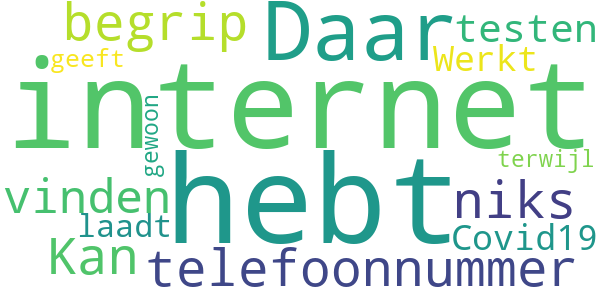 begrip Daar testen
geeft Werkt
internet
gewoon terwijl
vinden hebt niks
laadt Covid19
Kan telefoonnummer